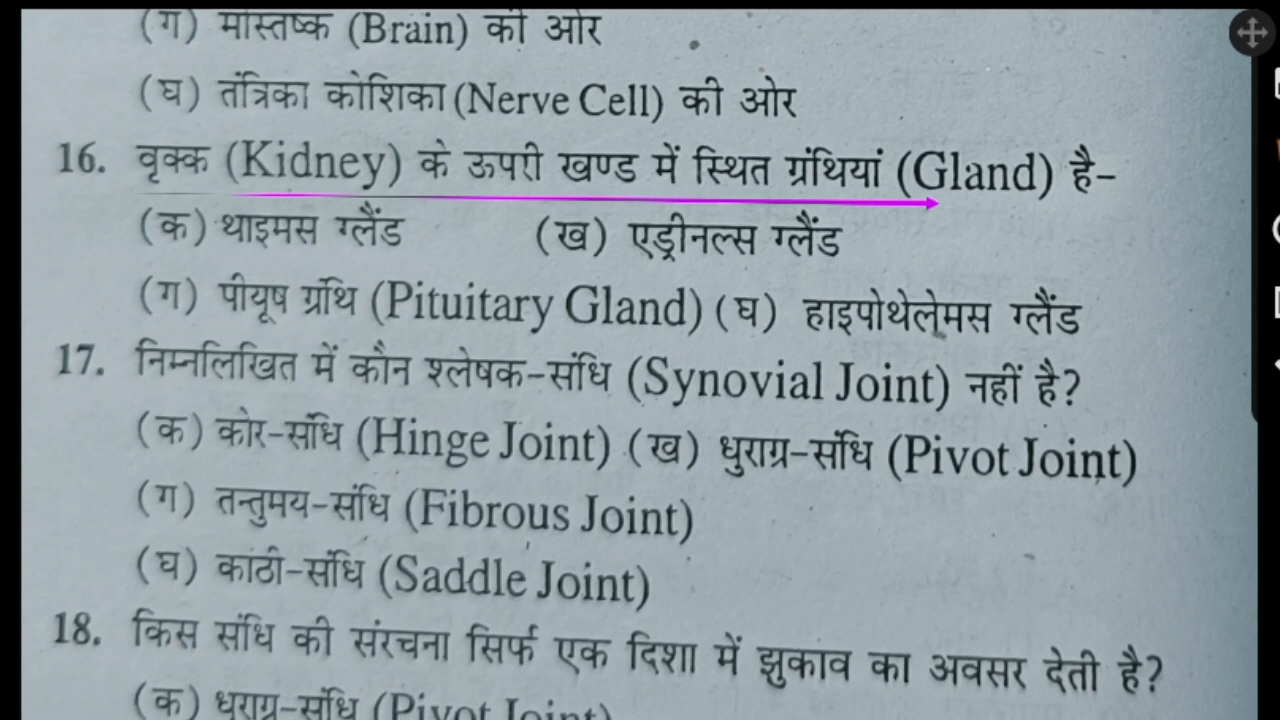 (ग) मस्तिष्क (Brain) की ओर
(घ) तंत्रिका कोशिका (Nerve Cell) की ओर
16. वृक्क (Kidney) के ऊपरी खण्ड में स्थित ग्रंथियां (Gland) है-
(क) थाइमस ग्लैंड (ख) एड्रीनल्स ग्लैंड
(ग) पीयूष ग्रंथि (Pituitary Gland) (घ) हाइपोथेलेमस ग्लैंड
17. निम्नलिखित में कौन श्लेषक-संधि (Synovial Joint) नहीं है?
(क) कोर-संधि (Hinge Joint) (ख) धुराग्र-संधि (Pivot Joint)
(ग) तन्तुमय-संधि (Fibrous Joint)
(घ) काठी-संधि (Saddle Joint)
18. किस संधि की संरचना सिर्फ एक दिशा में झुकाव का अवसर देती है?
(क) धुराग्र-संधि (Pivot Joint)